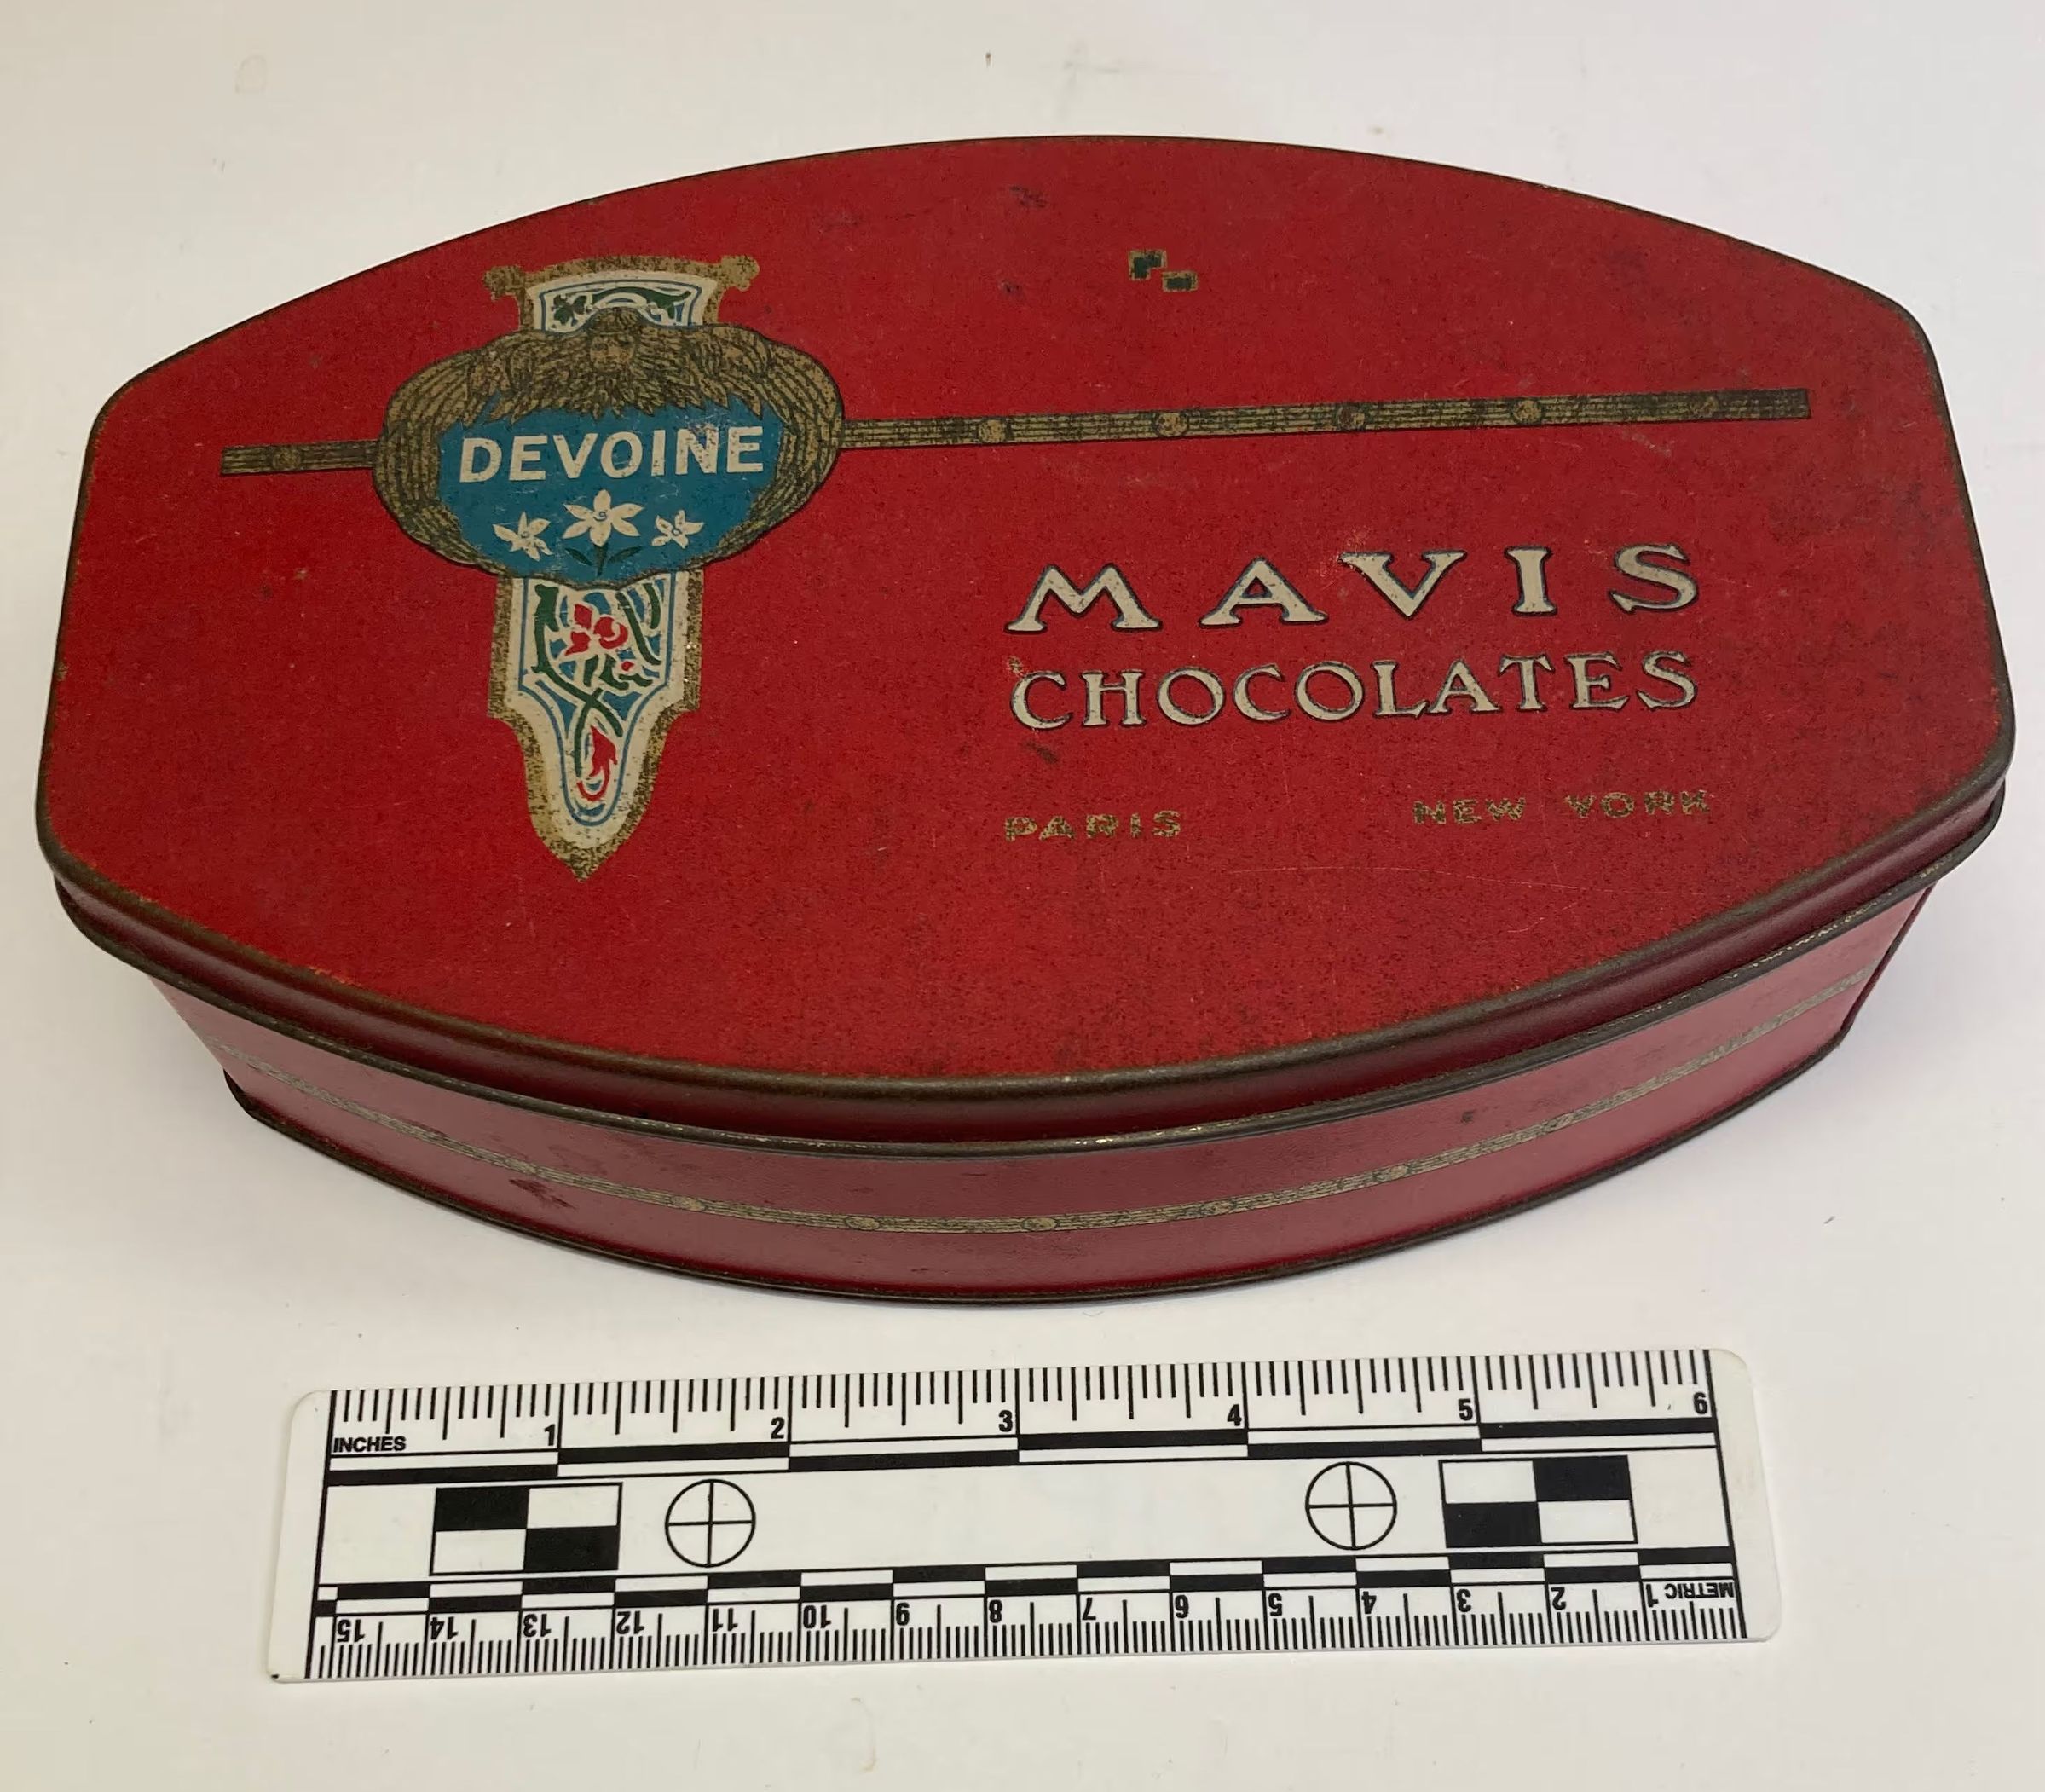 DEVOINE
MAVIS
CHOCOLATES
PARIS NEW YORK
1 2 3 4 5 6
INCHES
15 14 13 12 11 10 9 8 7 6 5 4 3 2 1 METRIC